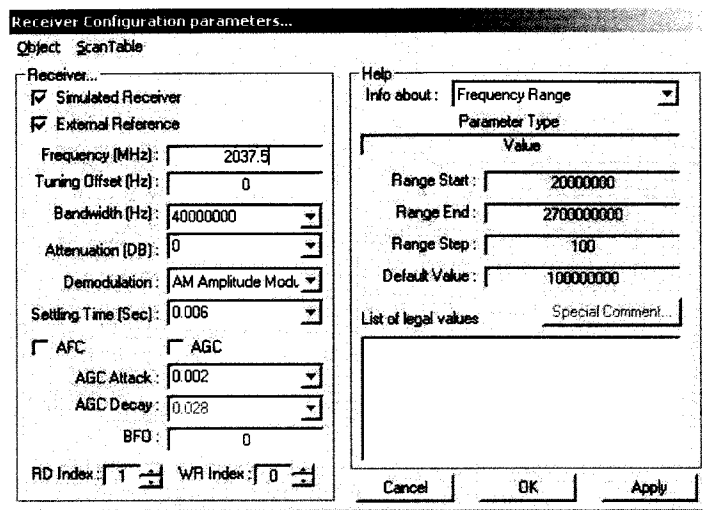 Receiver Configuration parameters...
Object ScanTable
Receiver...
Simulated Receiver
External Reference
Frequency (MHz) : 2037.5
Tuning Offset (Hz) : 0
Bandwidth (Hz) : 40000000
Attenuation (DB) : 0
Demodulation : AM Amplitude Modu
Settling Time (Sec) : 0.006
AFC AGC
AGC Attack : 0.002
AGC Decay : 0.028
BFO : 0
RD Index : 1 WR Index : 0
Help
Info about : Frequency Range
Parameter Type
Value
Range Start : 20000000
Range End : 2700000000
Range Step : 100
Default Value : 100000000
List of legal values Special Comment...
Cancel OK Apply